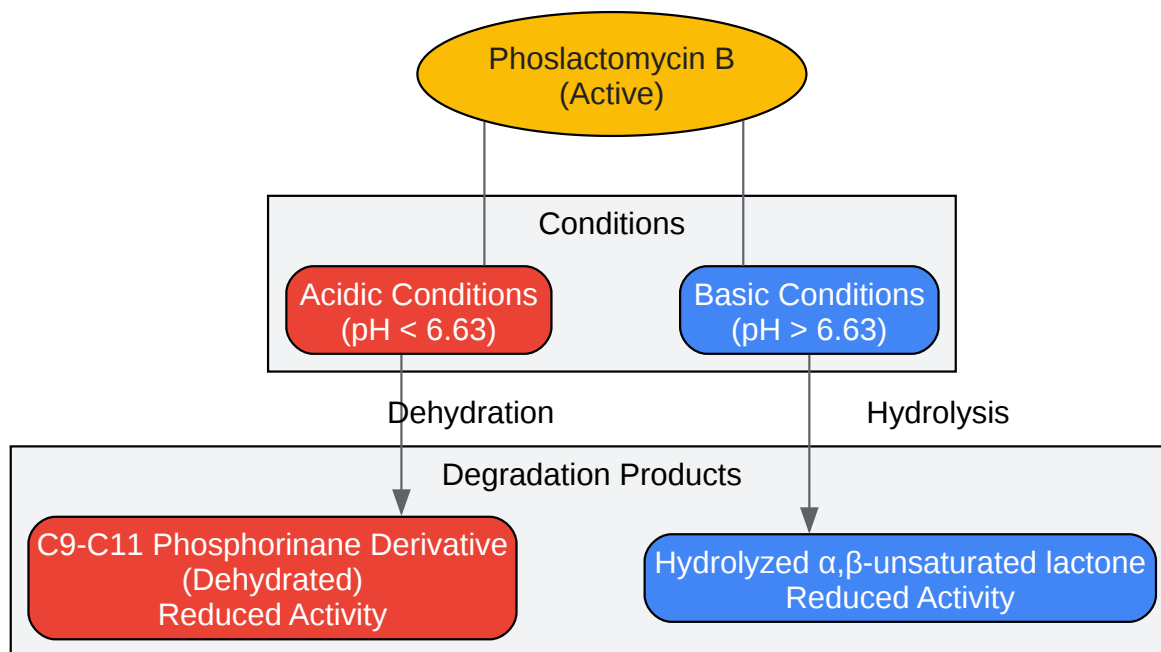 Phoslactomycin B
(Active)
Conditions
Acidic Conditions
(pH < 6.63)
Basic Conditions
(pH > 6.63)
Dehydration
Hydrolysis
Degradation Products
C9-C11 Phosphorinane Derivative
(Dehydrated)
Reduced Activity
Hydrolyzed α,β-unsaturated lactone
Reduced Activity